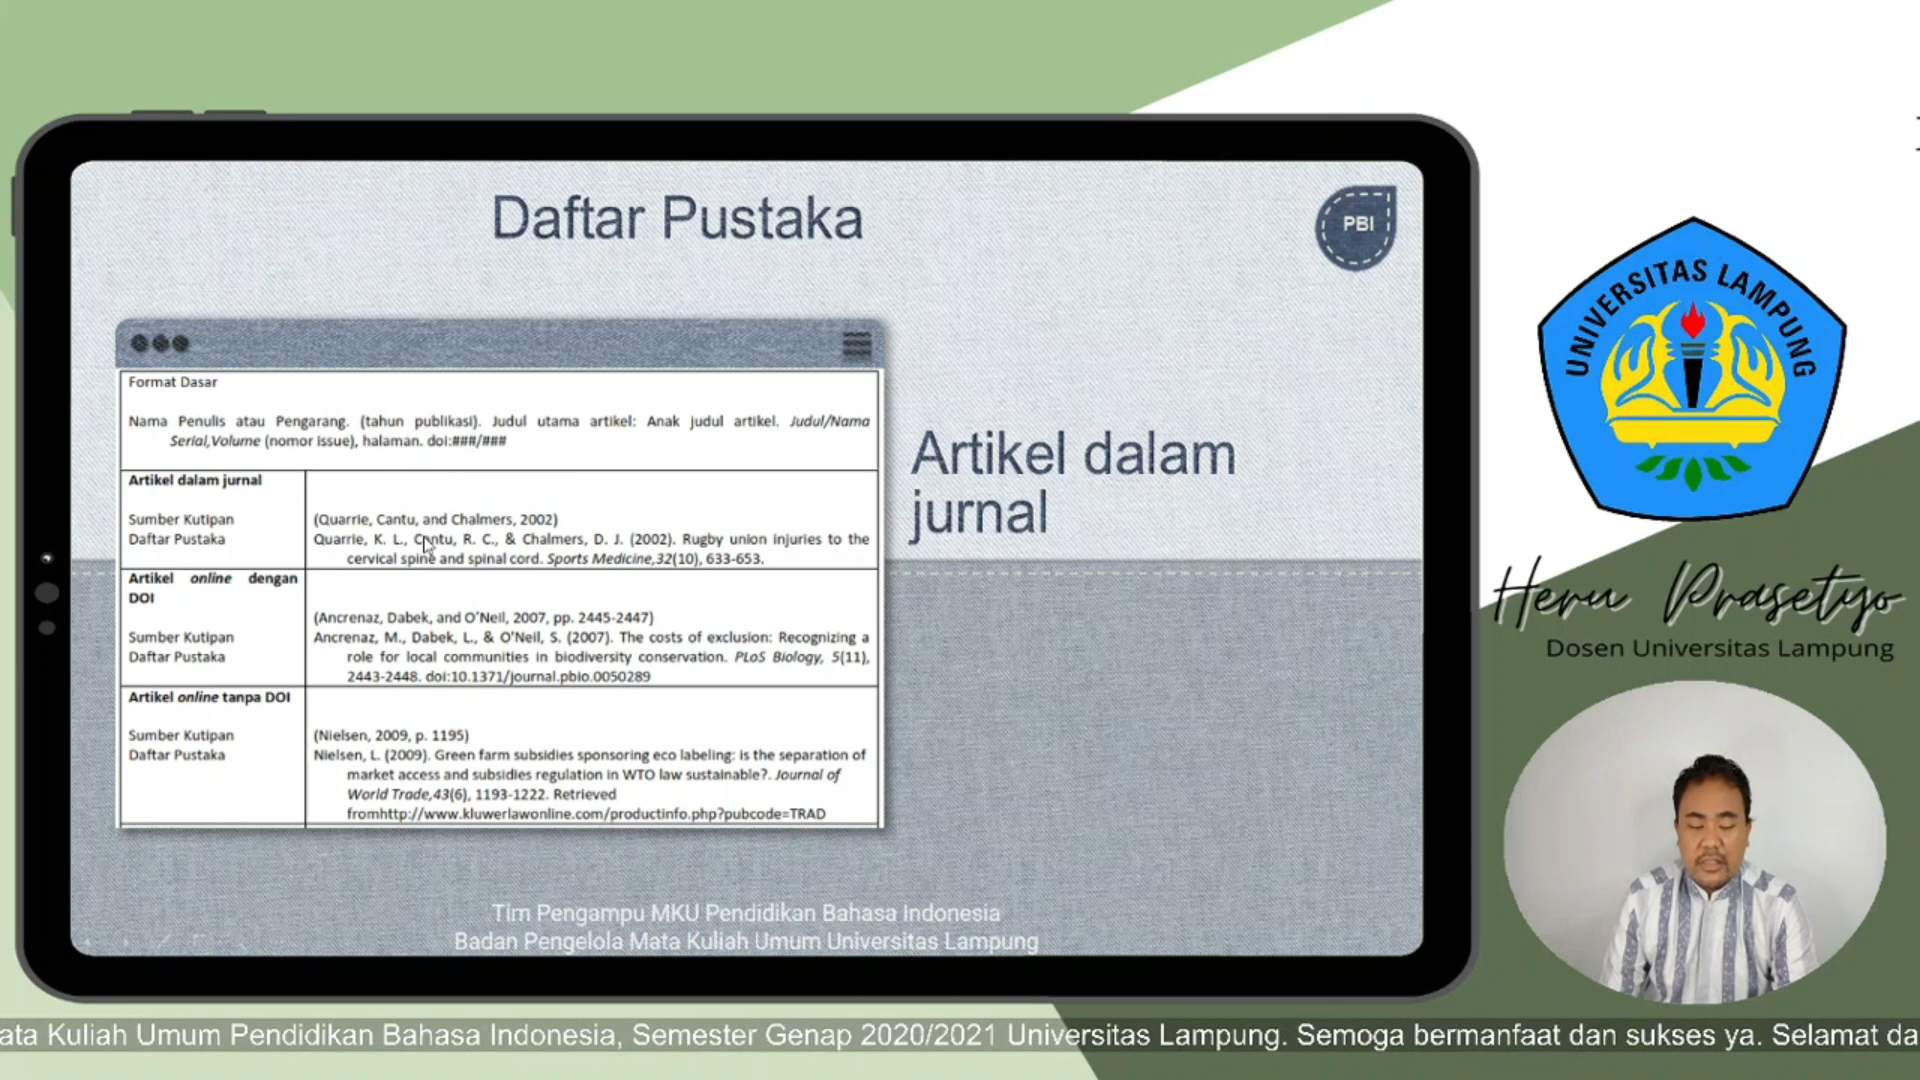 Daftar Pustaka
PBI
Format Dasar
Nama Penulis atau Pengarang. (tahun publikasi). Judul utama artikel: Anak judul artikel. Judul/Nama
Serial,Volume (nomor issue), halaman. doi:###/###
Artikel dalam jurnal
Sumber Kutipan
(Quarrie, Cantu, and Chalmers, 2002)
Daftar Pustaka
Quarrie, K. L., Cantu, R. C., & Chalmers, D. J. (2002). Rugby union injuries to the
cervical spine and spinal cord. Sports Medicine,32(10), 633-653.
Artikel online dengan
DOI
(Ancrenaz, Dabek, and O'Neil, 2007, pp. 2445-2447)
Sumber Kutipan
Ancrenaz, M., Dabek, L., & O'Neil, S. (2007). The costs of exclusion: Recognizing a
Daftar Pustaka
role for local communities in biodiversity conservation. PLoS Biology, 5(11),
2443-2448. doi:10.1371/journal.pbio.0050289
Artikel online tanpa DOI
Sumber Kutipan
(Nielsen, 2009, p. 1195)
Daftar Pustaka
Nielsen, L. (2009). Green farm subsidies sponsoring eco labeling: is the separation of
market access and subsidies regulation in WTO law sustainable?. Journal of
World Trade,43(6), 1193-1222. Retrieved
fromhttp://www.kluwerlawonline.com/productinfo.php?pubcode=TRAD
Artikel dalam
jurnal
Tim Pengampu MKU Pendidikan Bahasa Indonesia
Badan Pengelola Mata Kuliah Umum Universitas Lampung
UNIVERSITAS LAMPUNG
Heru Prasetyo
Dosen Universitas Lampung
ata Kuliah Umum Pendidikan Bahasa Indonesia, Semester Genap 2020/2021 Universitas Lampung. Semoga bermanfaat dan sukses ya. Selamat da